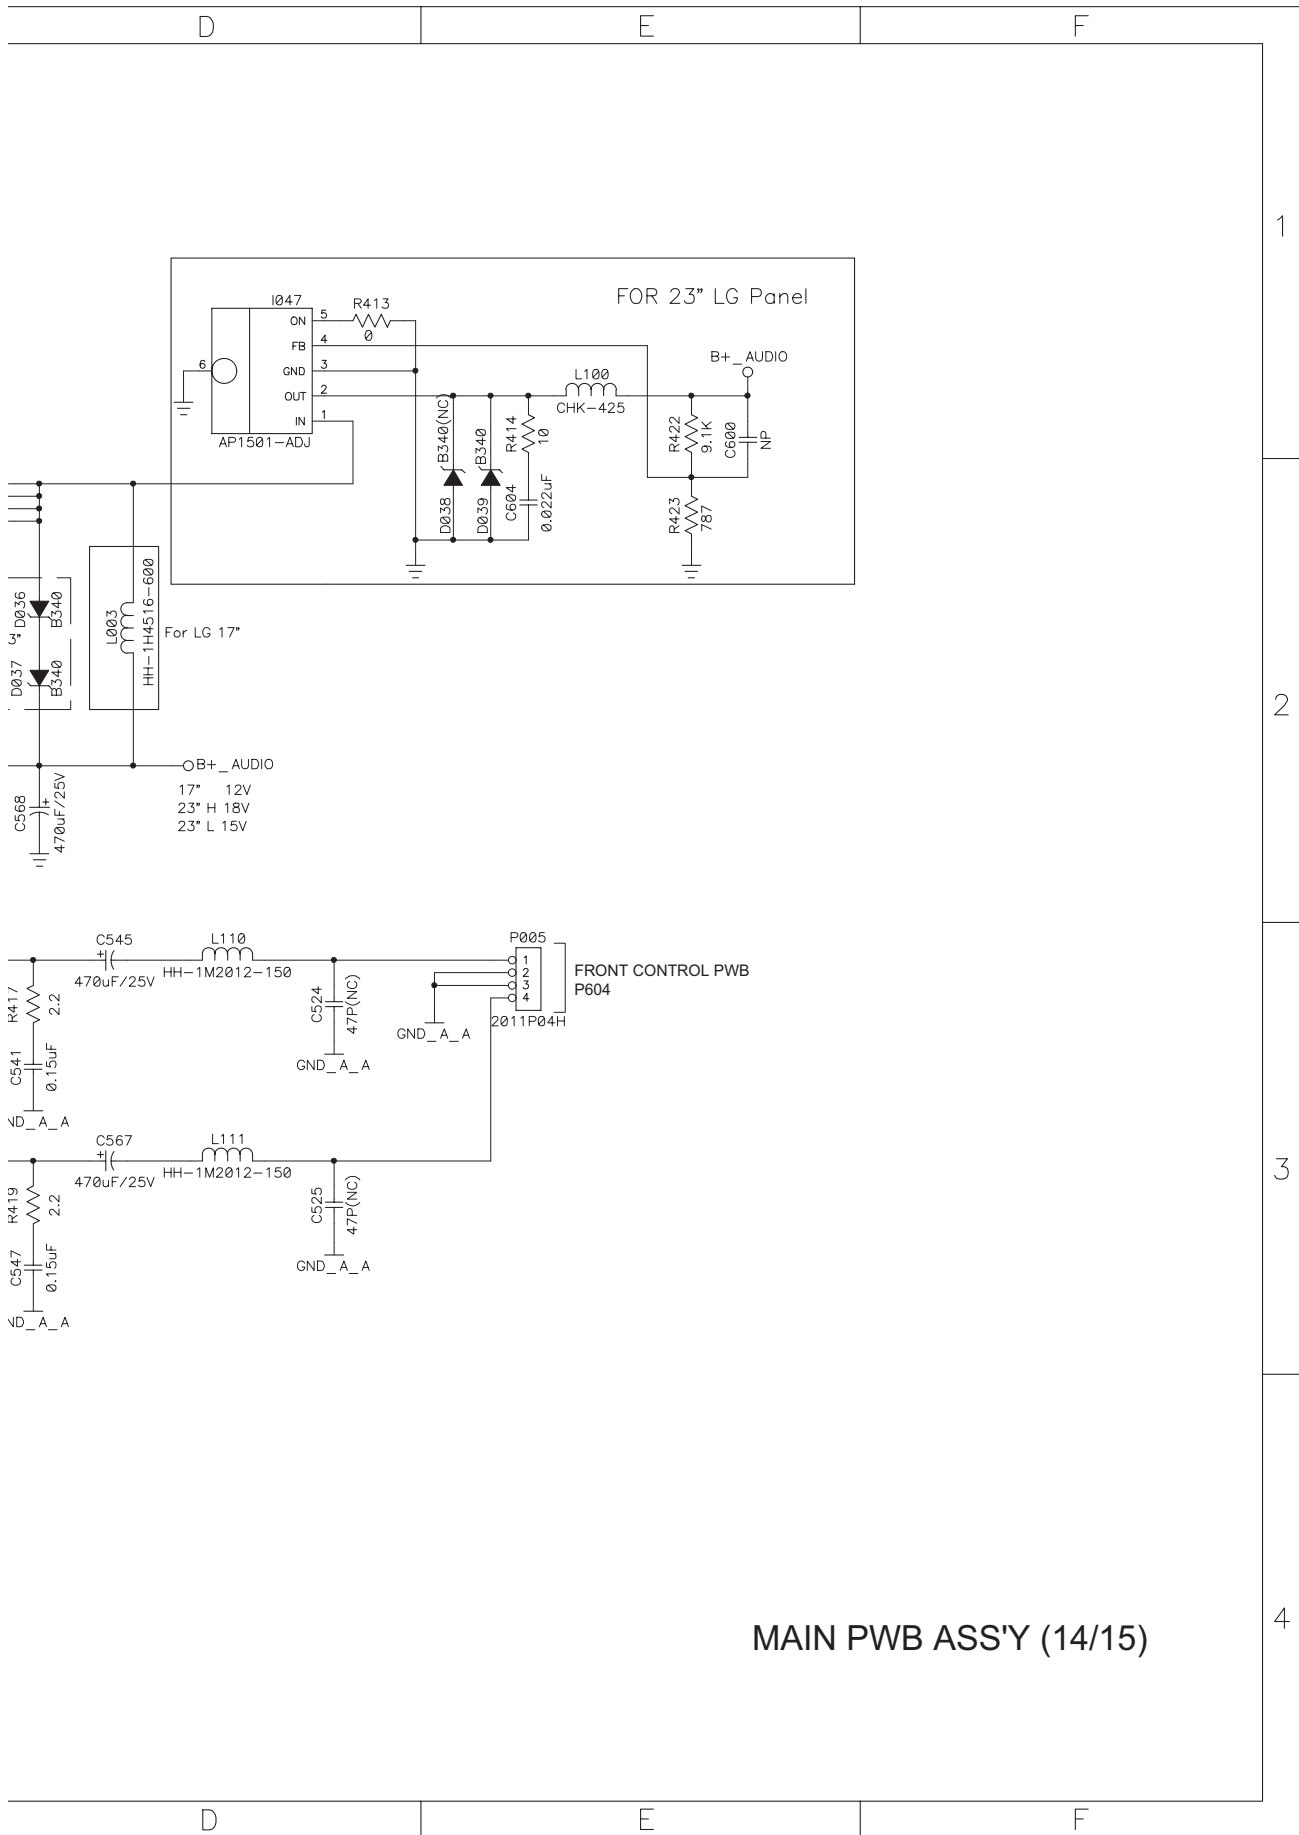 D E F
1
FOR 23" LG Panel
I047 R413
ON 5
0
FB 4
6 GND 3
OUT 2
IN 1
AP1501-ADJ
B+_AUDIO
L100
CHK-425
B340(NC)
D038
B340
D039
R414
10
C604
0.022uF
R422
9.1K
C600
NP
R423
787
D036
B340
3"
D037
B340
L003
HH-1H4516-600
For LG 17"
2
B+_AUDIO
17" 12V
23" H 18V
23" L 15V
C568
+
470uF/25V
C545 L110
+
470uF/25V HH-1M2012-150
R417
2.2
C541
0.15uF
ND_A_A
C524
47P(NC)
GND_A_A
GND_A_A
P005
1
2
3
4
2011P04H
FRONT CONTROL PWB
P604
C567 L111
+
470uF/25V HH-1M2012-150
3
R419
2.2
C547
0.15uF
ND_A_A
C525
47P(NC)
GND_A_A
4
MAIN PWB ASS'Y (14/15)
D E F